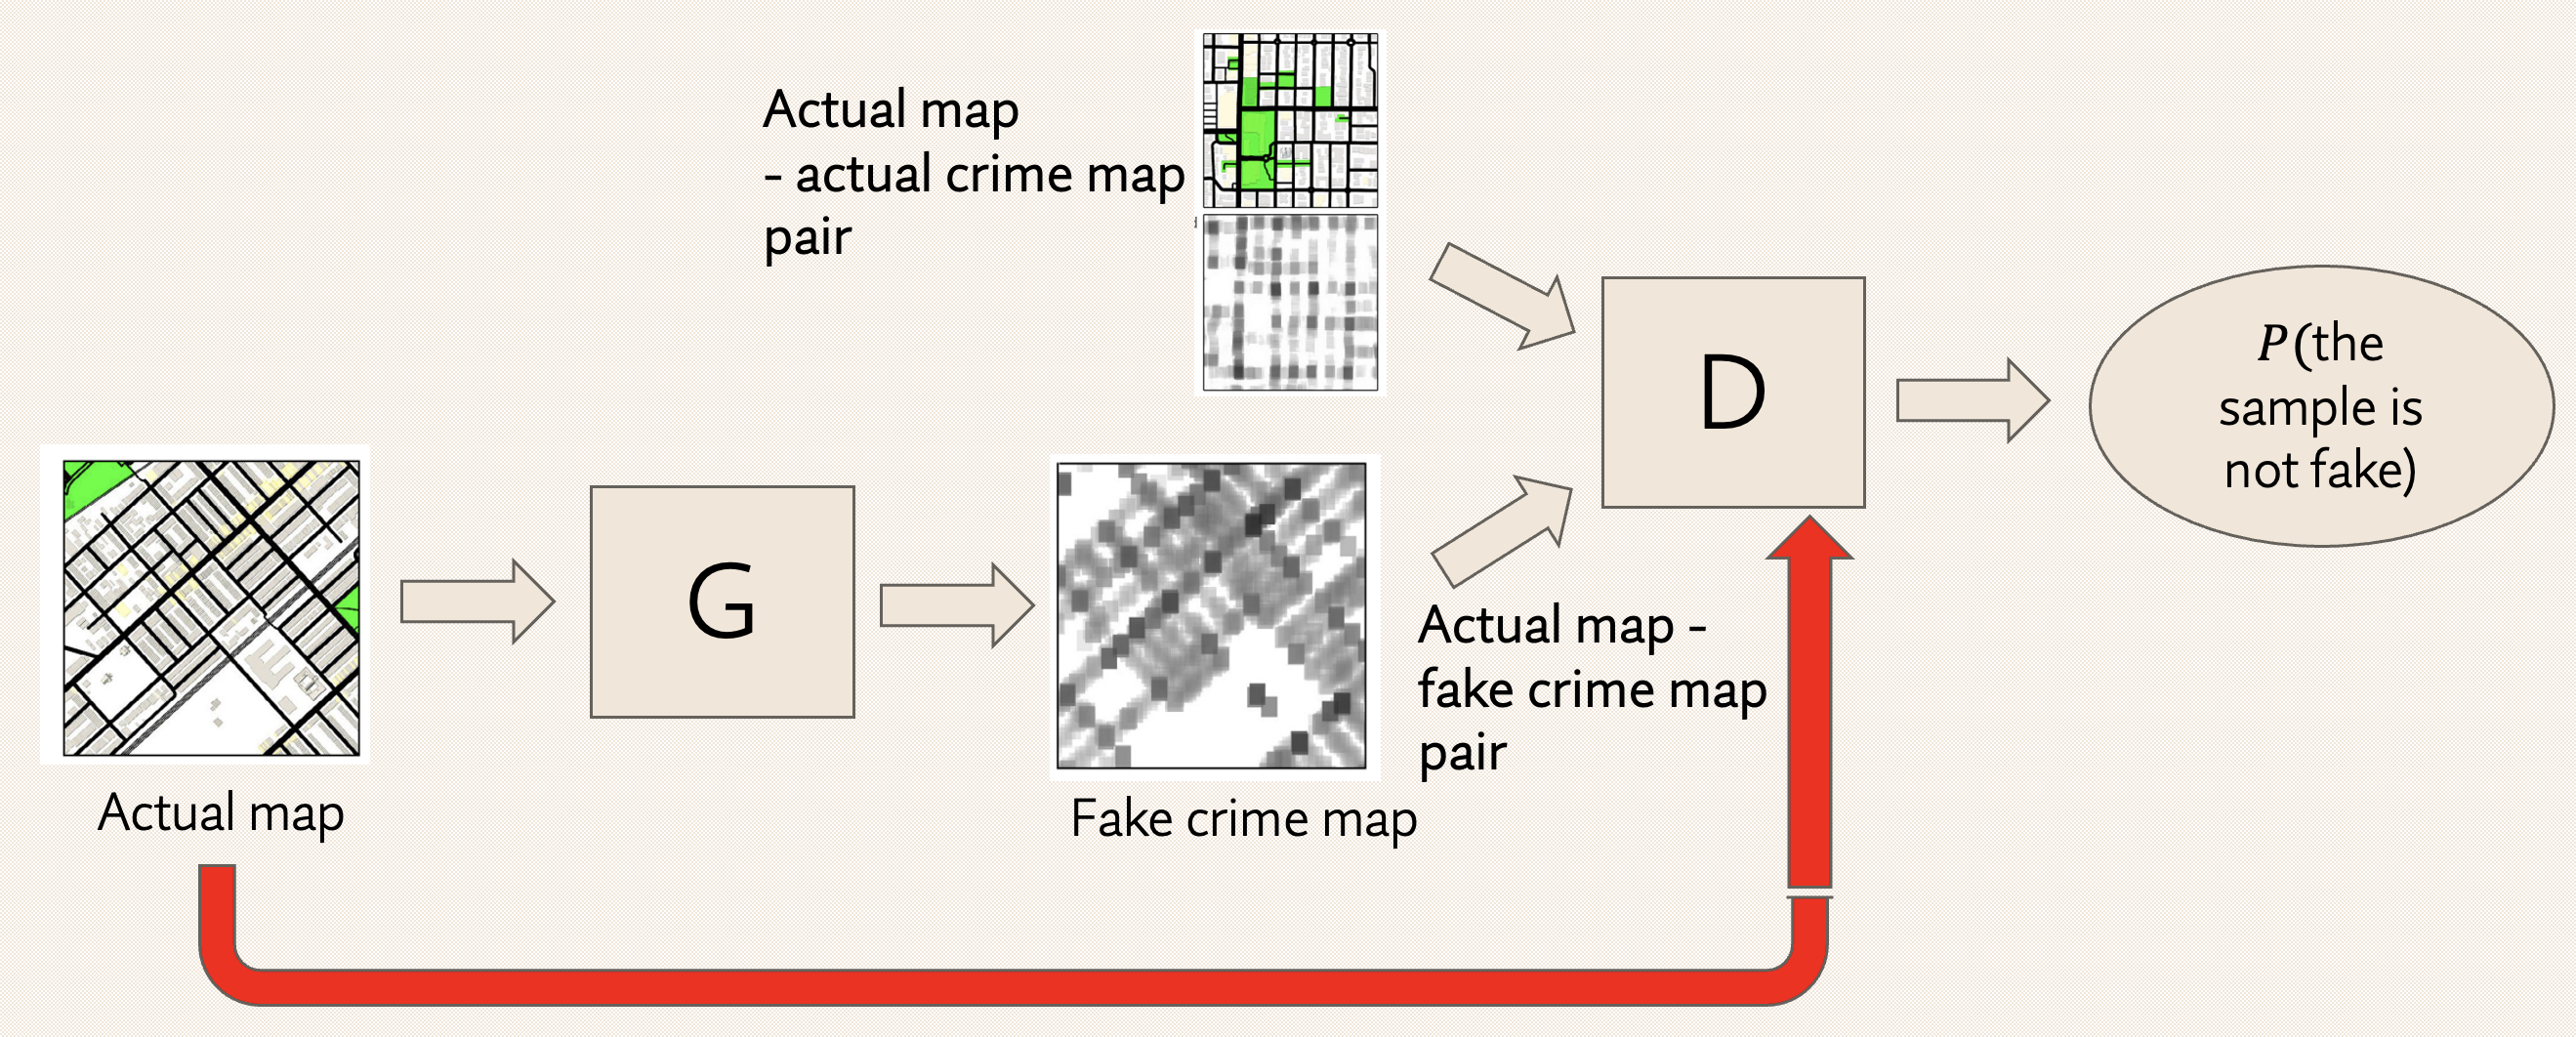 Actual map
- actual crime map
pair
D
P(the
sample is
not fake)
G
Actual map -
fake crime map
pair
Actual map
Fake crime map